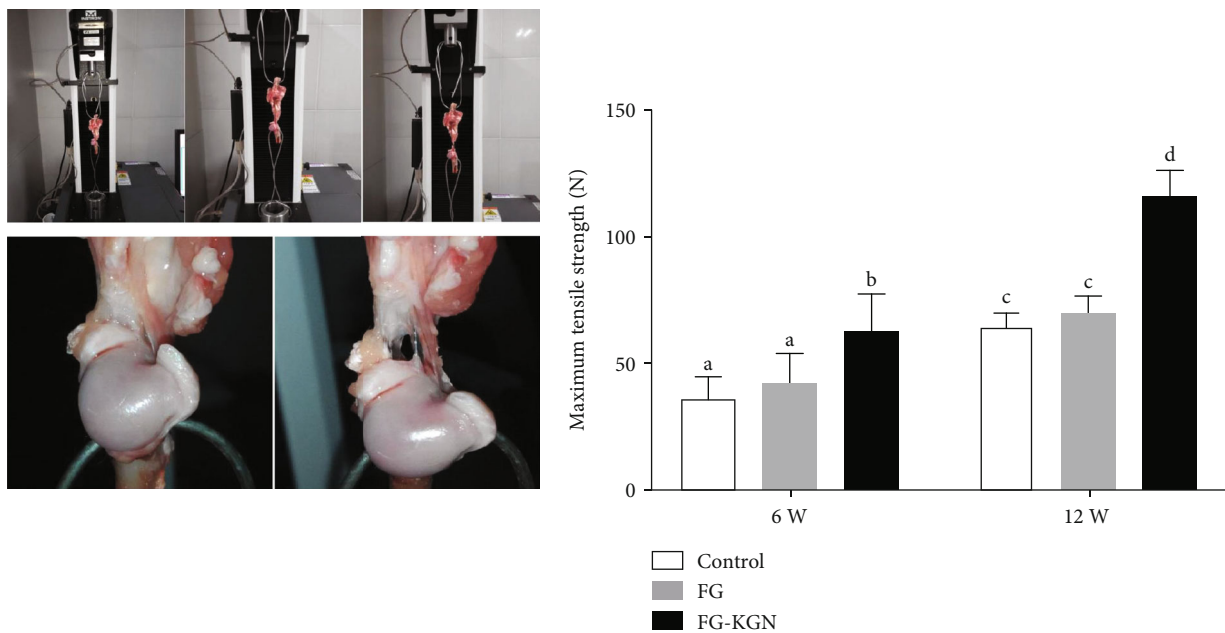 Maximum tensile strength (N)
150
100
50
0
a
a
b
c
c
d
6 W
12 W
Control
FG
FG-KGN